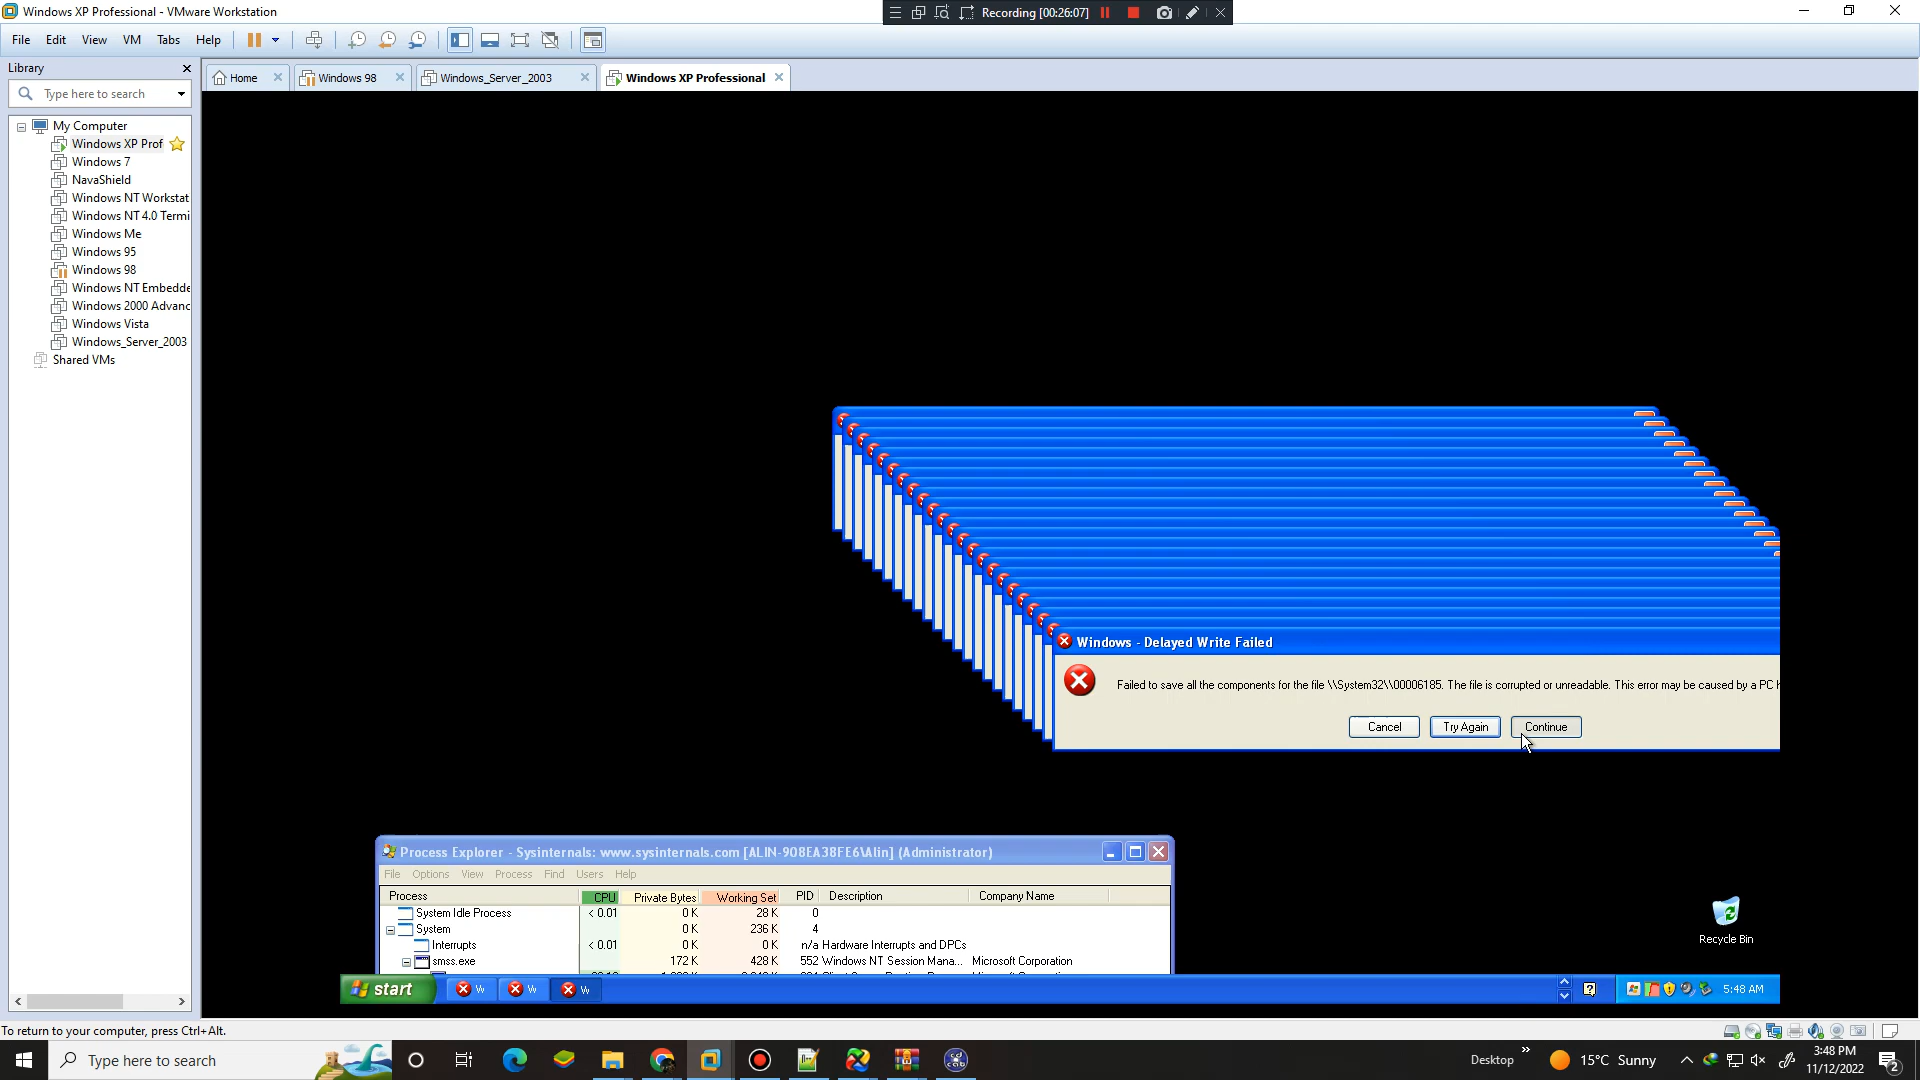 Windows XP Professional - VMware Workstation
Recording [00:26:07]
File Edit View VM Tabs Help
Library
Type here to search
Home
Windows 98
Windows_Server_2003
Windows XP Professional
My Computer
Windows XP Prof
Windows 7
NavaShield
Windows NT Workstat
Windows NT 4.0 Termi
Windows Me
Windows 95
Windows 98
Windows NT Embedde
Windows 2000 Advanc
Windows Vista
Windows_Server_2003
Shared VMs
Windows - Delayed Write Failed
Failed to save all the components for the file \\System32\\00006185. The file is corrupted or unreadable. This error may be caused by a PC
Cancel Try Again Continue
Process Explorer - Sysinternals: www.sysinternals.com [ALIN-908EA38FE6\Alin] (Administrator)
File Options View Process Find Users Help
Process CPU Private Bytes Working Set PID Description Company Name
System Idle Process < 0.01 0 K 28 K 0
System 0 K 236 K 4
Interrupts < 0.01 0 K 0 K n/a Hardware Interrupts and DPCs
smss.exe 172 K 428 K 552 Windows NT Session Mana... Microsoft Corporation
Recycle Bin
start W W W 5:48 AM
To return to your computer, press Ctrl+Alt.
Type here to search
Desktop
15°C Sunny
3:48 PM
11/12/2022
2